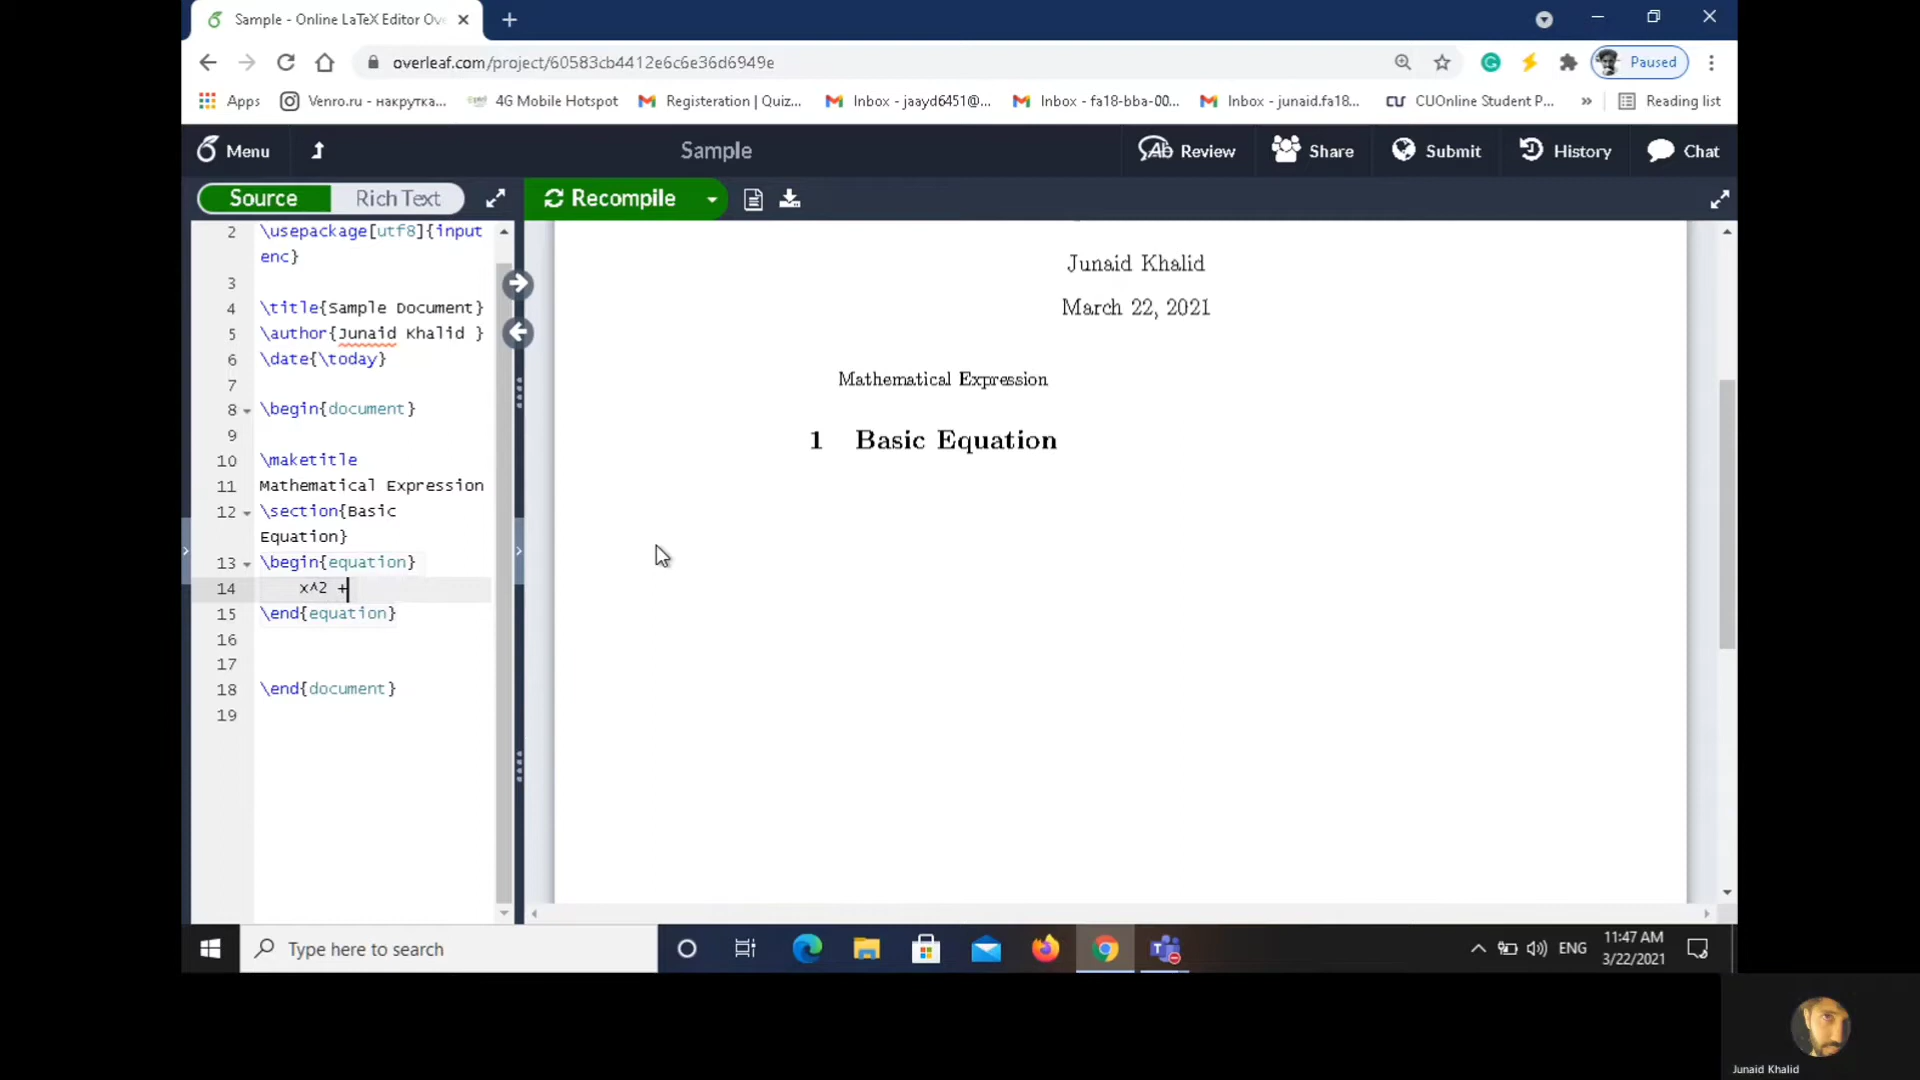 Sample - Online LaTeX Editor Ov
overleaf.com/project/60583cb4412e6c6e36d6949e
Paused
Apps
Venro.ru - накрутка...
4G Mobile Hotspot
Registeration | Quiz...
Inbox - jaayd6451@...
Inbox - fa18-bba-00...
Inbox - junaid.fa18...
CUOnline Student P...
»
Reading list
Menu
Sample
Review
Share
Submit
History
Chat
Source
Rich Text
Recompile
2 \usepackage[utf8]{input
enc}
3
4 \title{Sample Document}
5 \author{Junaid Khalid }
6 \date{\today}
7
8 \begin{document}
9
10 \maketitle
11 Mathematical Expression
12 \section{Basic
Equation}
13 \begin{equation}
14 x^2 +
15 \end{equation}
16
17
18 \end{document}
19
Junaid Khalid
March 22, 2021
Mathematical Expression
1 Basic Equation
Type here to search
ENG
11:47 AM
3/22/2021
Junaid Khalid